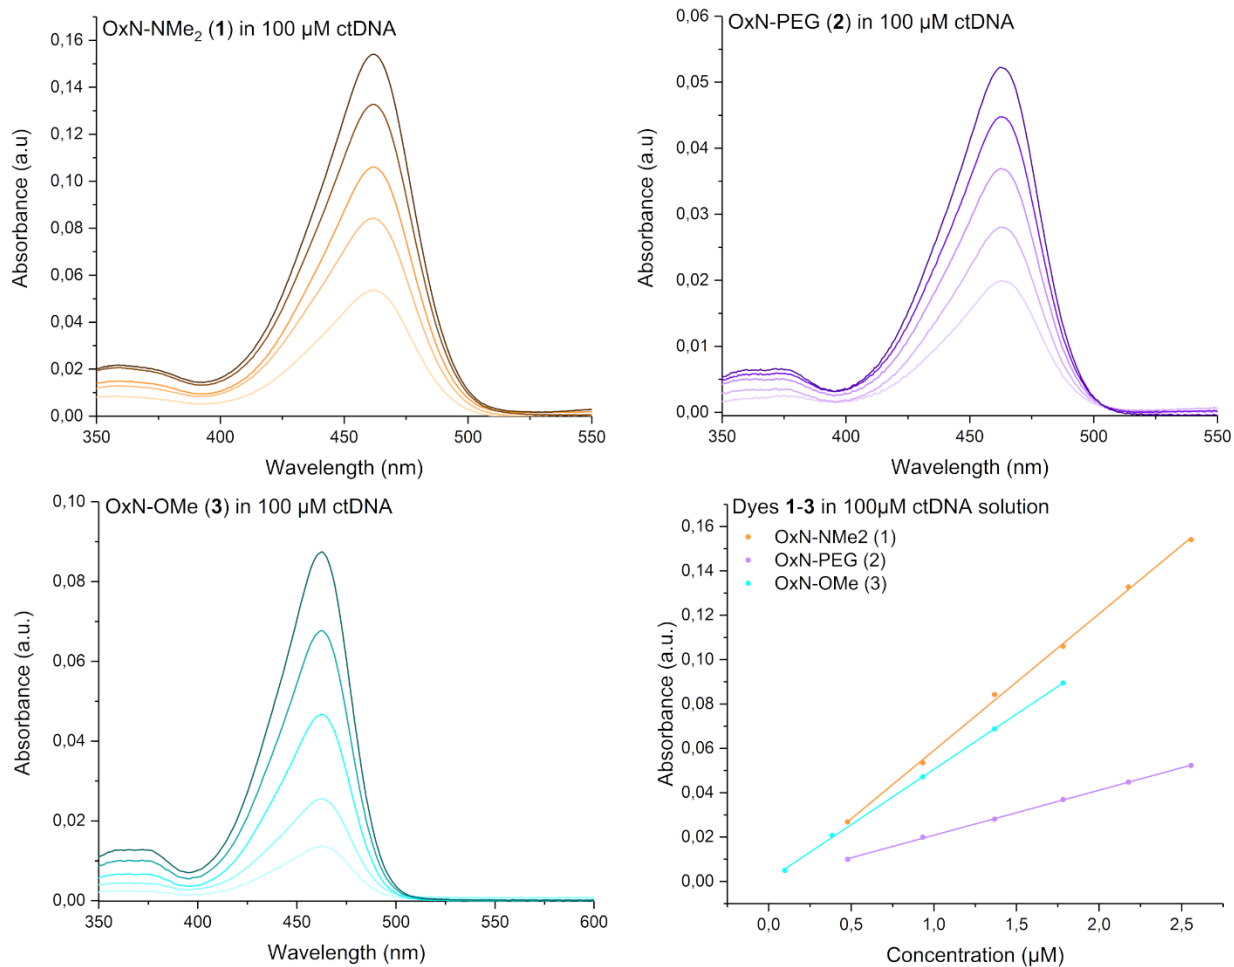 OxN-NMe₂ (1) in 100 µM ctDNA
0,16
0,14
0,12
0,10
0,08
0,06
0,04
0,02
0,00
Absorbance (a.u)
350 400 450 500 550
Wavelength (nm)
OxN-PEG (2) in 100 µM ctDNA
0,06
0,05
0,04
0,03
0,02
0,01
0,00
Absorbance (a.u)
350 400 450 500 550
Wavelength (nm)
OxN-OMe (3) in 100 µM ctDNA
0,10
0,08
0,06
0,04
0,02
0,00
Absorbance (a.u.)
350 400 450 500 550 600
Wavelength (nm)
Dyes 1-3 in 100µM ctDNA solution
OxN-NMe2 (1)
OxN-PEG (2)
OxN-OMe (3)
0,16
0,14
0,12
0,10
0,08
0,06
0,04
0,02
0,00
Absorbance (a.u.)
0,0 0,5 1,0 1,5 2,0 2,5
Concentration (µM)